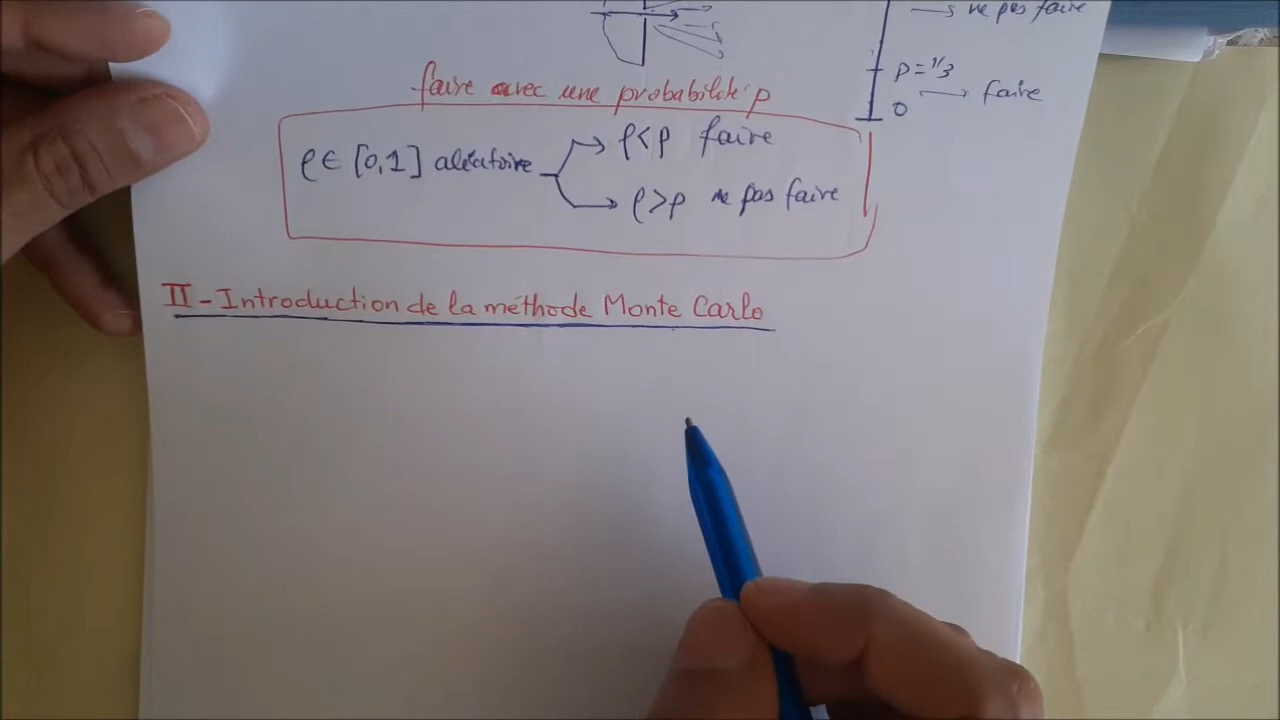 → ne pas faire
p = 1/3
0 → faire
faire avec une probabilité p
ρ ∈ [0,1] aléatoire → ρ<p faire
→ ρ>p ne pas faire
II - Introduction de la méthode Monte Carlo